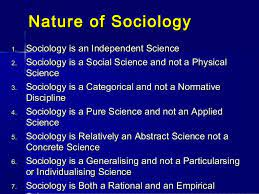 Nature of Sociology
1. Sociology is an Independent Science
2. Sociology is a Social Science and not a Physical
Science
3. Sociology is a Categorical and not a Normative
Discipline
4. Sociology is a Pure Science and not an Applied
Science
5. Sociology is Relatively an Abstract Science not a
Concrete Science
6. Sociology is a Generalising and not a Particularising
or Individualising Science
7. Sociology is Both a Rational and an Empirical